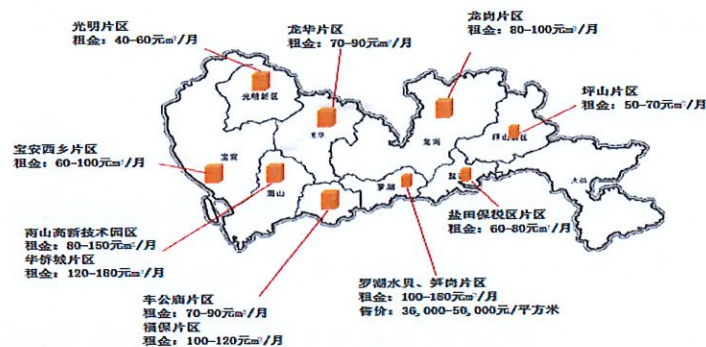 光明片区
租金: 40-60元㎡/月
龙华片区
租金: 70-90元㎡/月
龙岗片区
租金: 80-100元㎡/月
坪山片区
租金: 50-70元㎡/月
光明新区
龙华
龙岗
坪山新区
宝安西乡片区
租金: 60-100元㎡/月
宝安
南山
罗湖
盐田
大鹏
盐田保税区片区
租金: 60-80元㎡/月
南山高新技术园区
租金: 80-150元㎡/月
华侨城片区
租金: 120-180元㎡/月
车公庙片区
租金: 70-90元㎡/月
福保片区
租金: 100-120元㎡/月
罗湖水贝、笋岗片区
租金: 100-180元㎡/月
售价: 36,000-50,000元/平方米